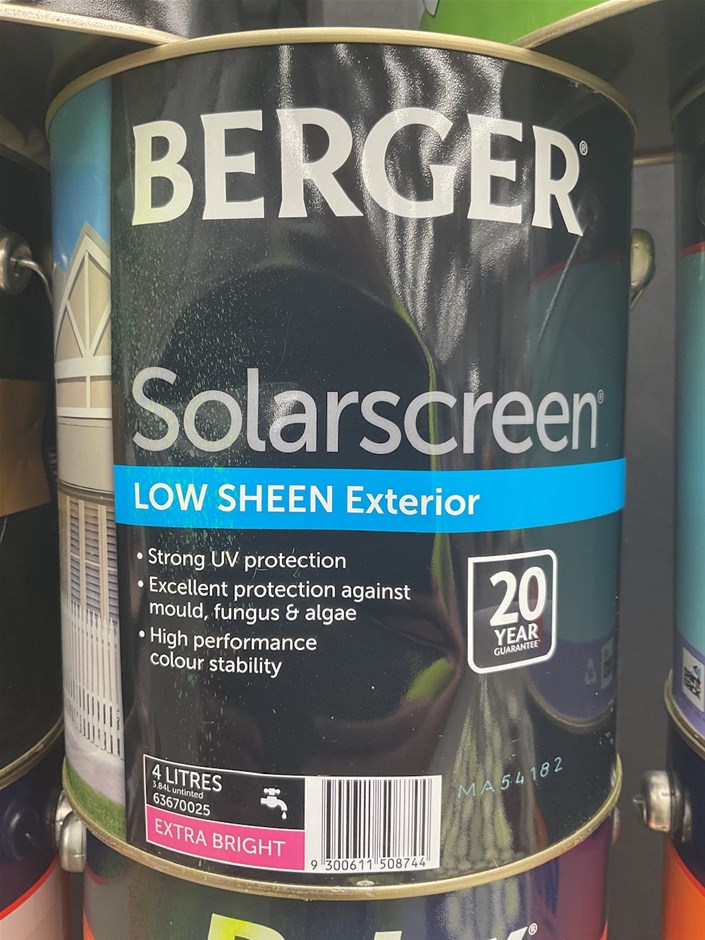 BERGER®
Solarscreen®
LOW SHEEN Exterior
• Strong UV protection
• Excellent protection against
mould, fungus & algae
• High performance
colour stability
20
YEAR
GUARANTEE
4 LITRES
3.84L untinted
63670025
EXTRA BRIGHT
9 300611 508744
MA54182